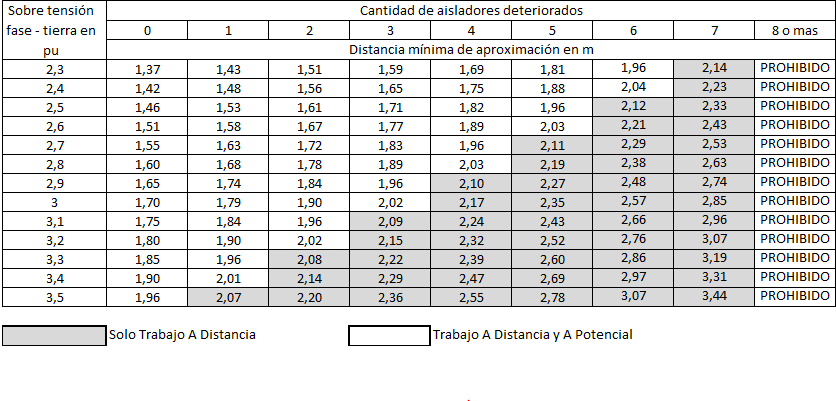 Sobre tensión fase - tierra en pu Cantidad de aisladores deteriorados
0 1 2 3 4 5 6 7 8 o mas
Distancia mínima de aproximación en m
2,3 1,37 1,43 1,51 1,59 1,69 1,81 1,96 2,14 PROHIBIDO
2,4 1,42 1,48 1,56 1,65 1,75 1,88 2,04 2,23 PROHIBIDO
2,5 1,46 1,53 1,61 1,71 1,82 1,96 2,12 2,33 PROHIBIDO
2,6 1,51 1,58 1,67 1,77 1,89 2,03 2,21 2,43 PROHIBIDO
2,7 1,55 1,63 1,72 1,83 1,96 2,11 2,29 2,53 PROHIBIDO
2,8 1,60 1,68 1,78 1,89 2,03 2,19 2,38 2,63 PROHIBIDO
2,9 1,65 1,74 1,84 1,96 2,10 2,27 2,48 2,74 PROHIBIDO
3 1,70 1,79 1,90 2,02 2,17 2,35 2,57 2,85 PROHIBIDO
3,1 1,75 1,84 1,96 2,09 2,24 2,43 2,66 2,96 PROHIBIDO
3,2 1,80 1,90 2,02 2,15 2,32 2,52 2,76 3,07 PROHIBIDO
3,3 1,85 1,96 2,08 2,22 2,39 2,60 2,86 3,19 PROHIBIDO
3,4 1,90 2,01 2,14 2,29 2,47 2,69 2,97 3,31 PROHIBIDO
3,5 1,96 2,07 2,20 2,36 2,55 2,78 3,07 3,44 PROHIBIDO
Solo Trabajo A Distancia Trabajo A Distancia y A Potencial